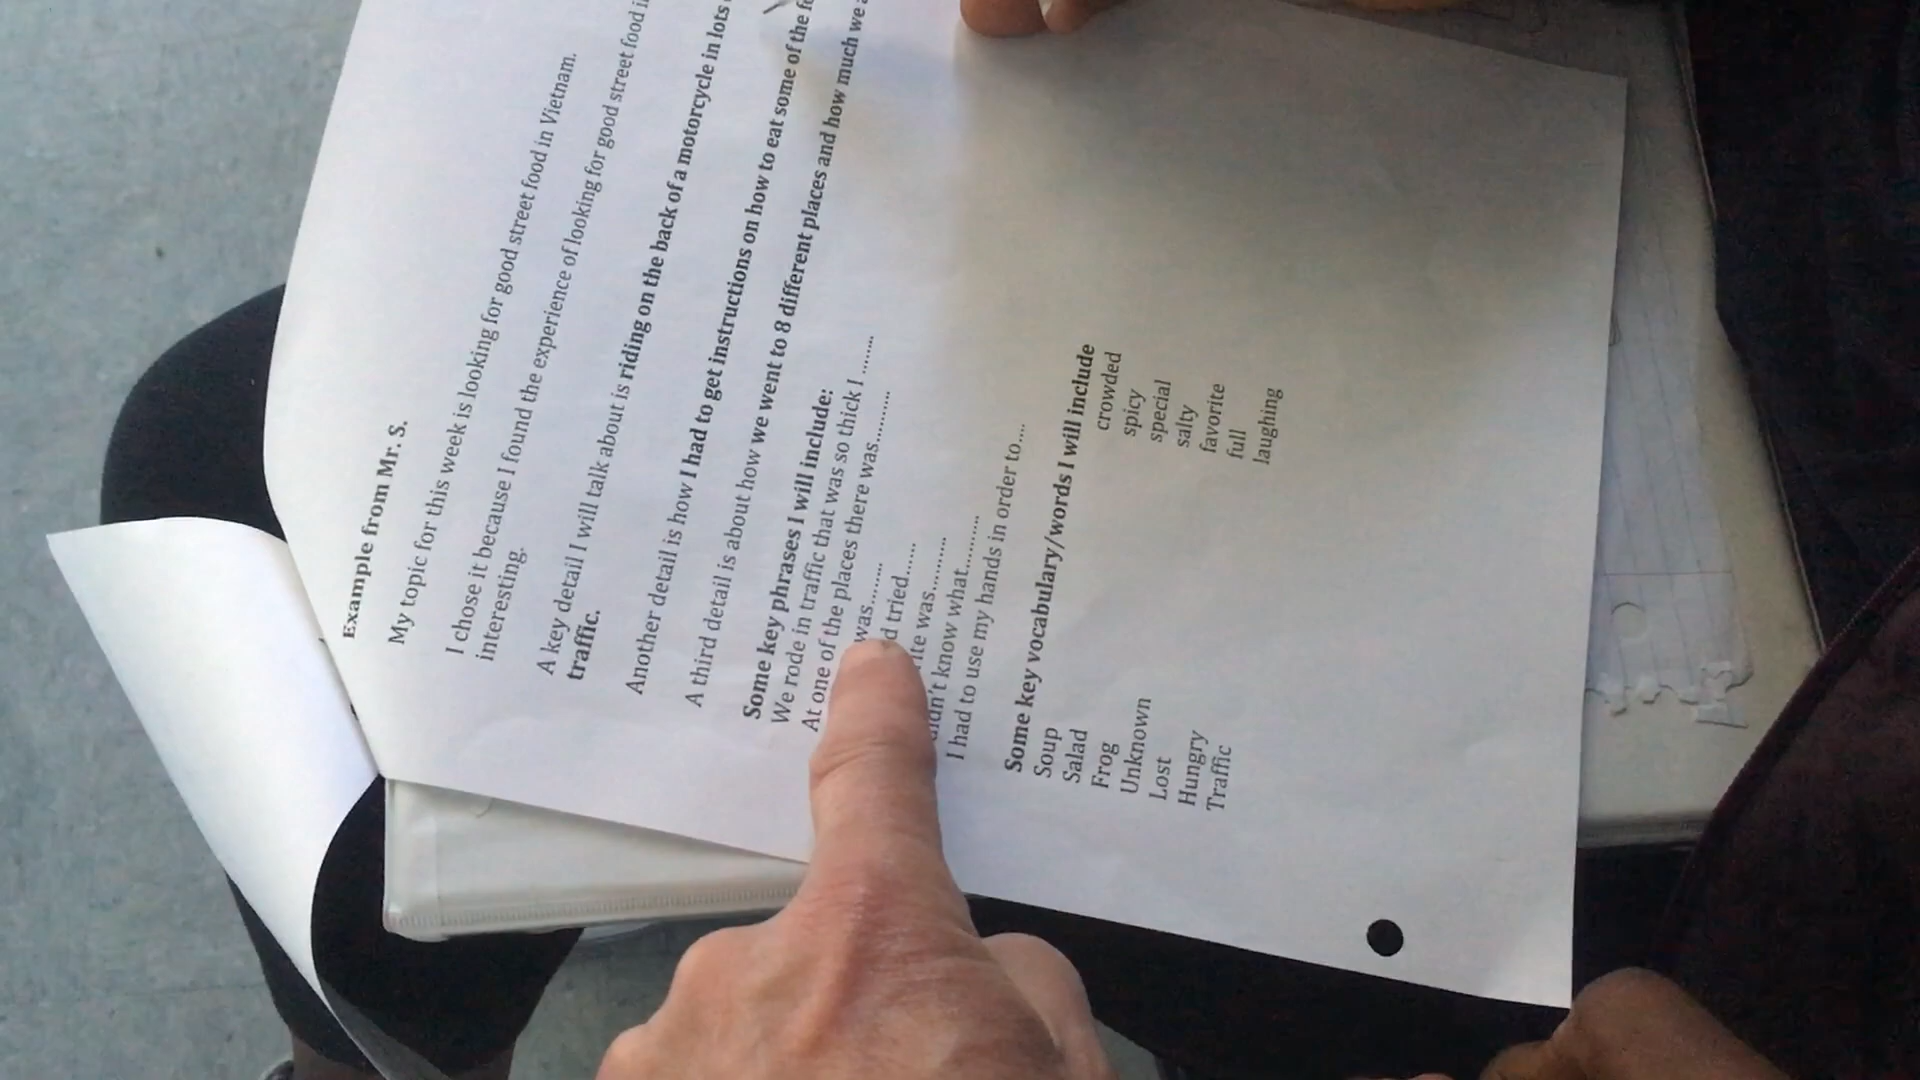 Example from Mr. S.
My topic for this week is looking for good street food in Vietnam.
I chose it because I found the experience of looking for good street food
interesting.
A key detail I will talk about is riding on the back of a motorcycle in lots
traffic.
Another detail is how I had to get instructions on how to eat some of the
A third detail is about how we went to 8 different places and how much we
Some key phrases I will include:
We rode in traffic that was so thick I ........
At one of the places there was..........
was........
tried......
was...........
know what...........
I had to use my hands in order to....
Some key vocabulary/words I will include
Soup crowded
Salad spicy
Frog special
Unknown salty
Lost favorite
Hungry full
Traffic laughing